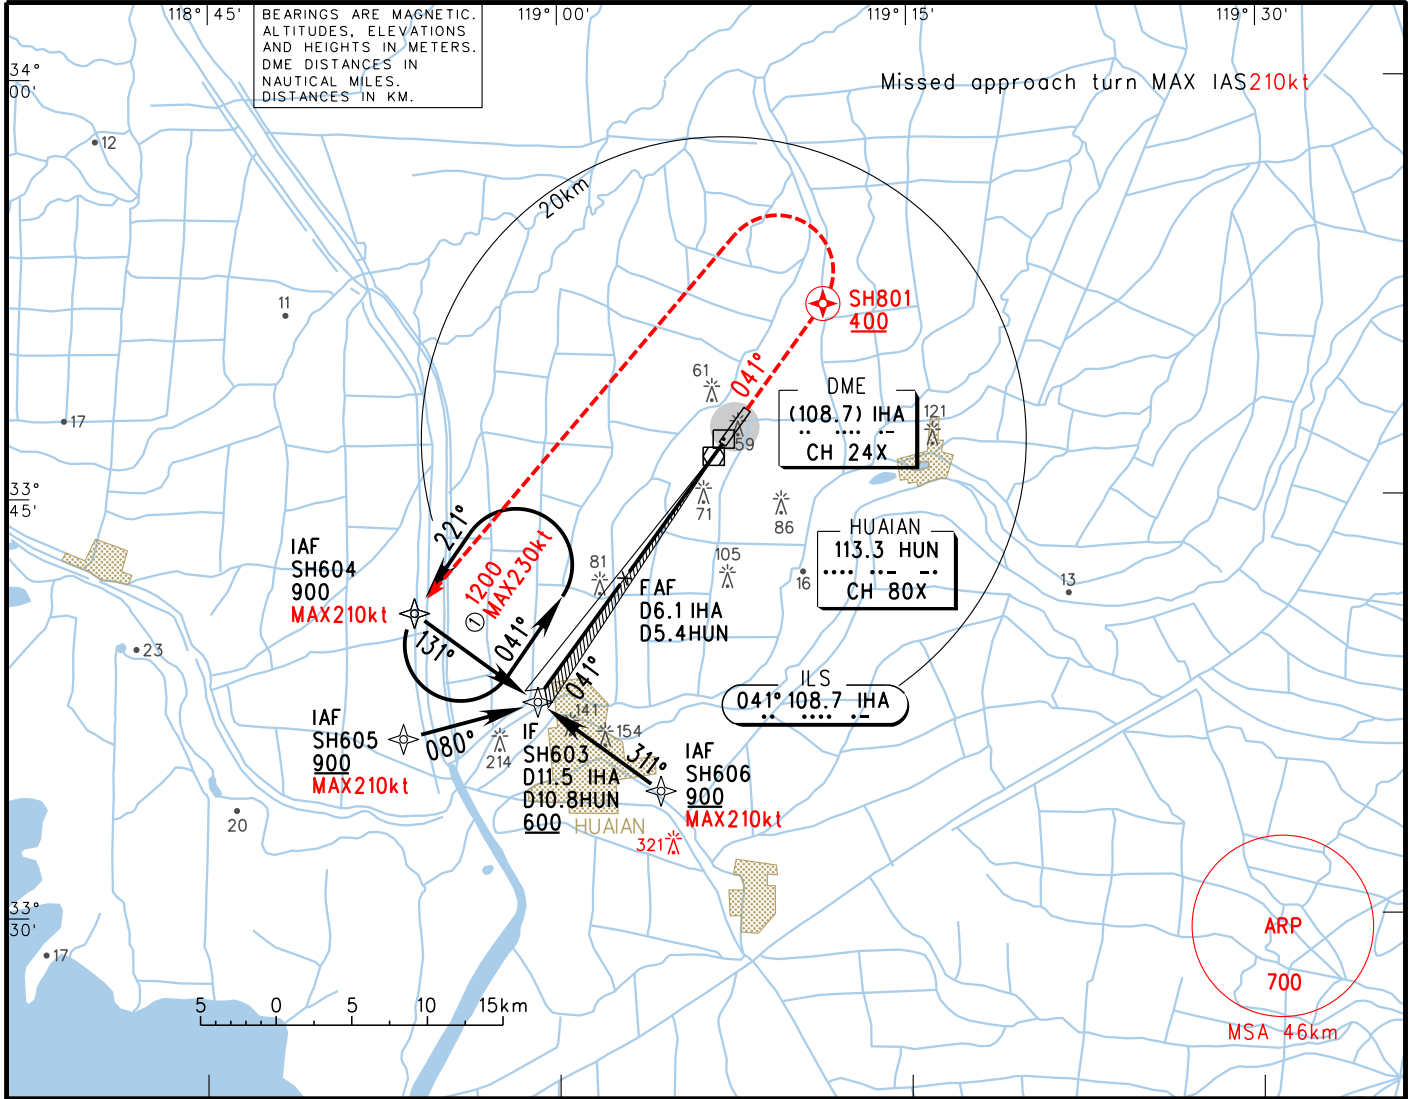 118° 45'
119° 00'
119° 15'
119° 30'
BEARINGS ARE MAGNETIC.
ALTITUDES, ELEVATIONS
AND HEIGHTS IN METERS.
DME DISTANCES IN
NAUTICAL MILES.
DISTANCES IN KM.
34°
00'
Missed approach turn MAX IAS210kt
12
20km
11
SH801
400
041°
61
59
DME
(108.7) IHA
CH 24X
121
17
33°
45'
71
86
HUAIAN
113.3 HUN
CH 80X
221°
IAF
SH604
900
MAX210kt
1200
① MAX230kt
81
105
16
13
FAF
D6.1 IHA
D5.4HUN
131°
041°
23
041°
ILS
041° 108.7 IHA
IAF
SH605
900
MAX210kt
080°
214
141
154
IF
SH603
D11.5 IHA
D10.8HUN
600
311°
IAF
SH606
900
MAX210kt
HUAIAN
321
20
33°
30'
17
ARP
700
MSA 46km
5 0 5 10 15km